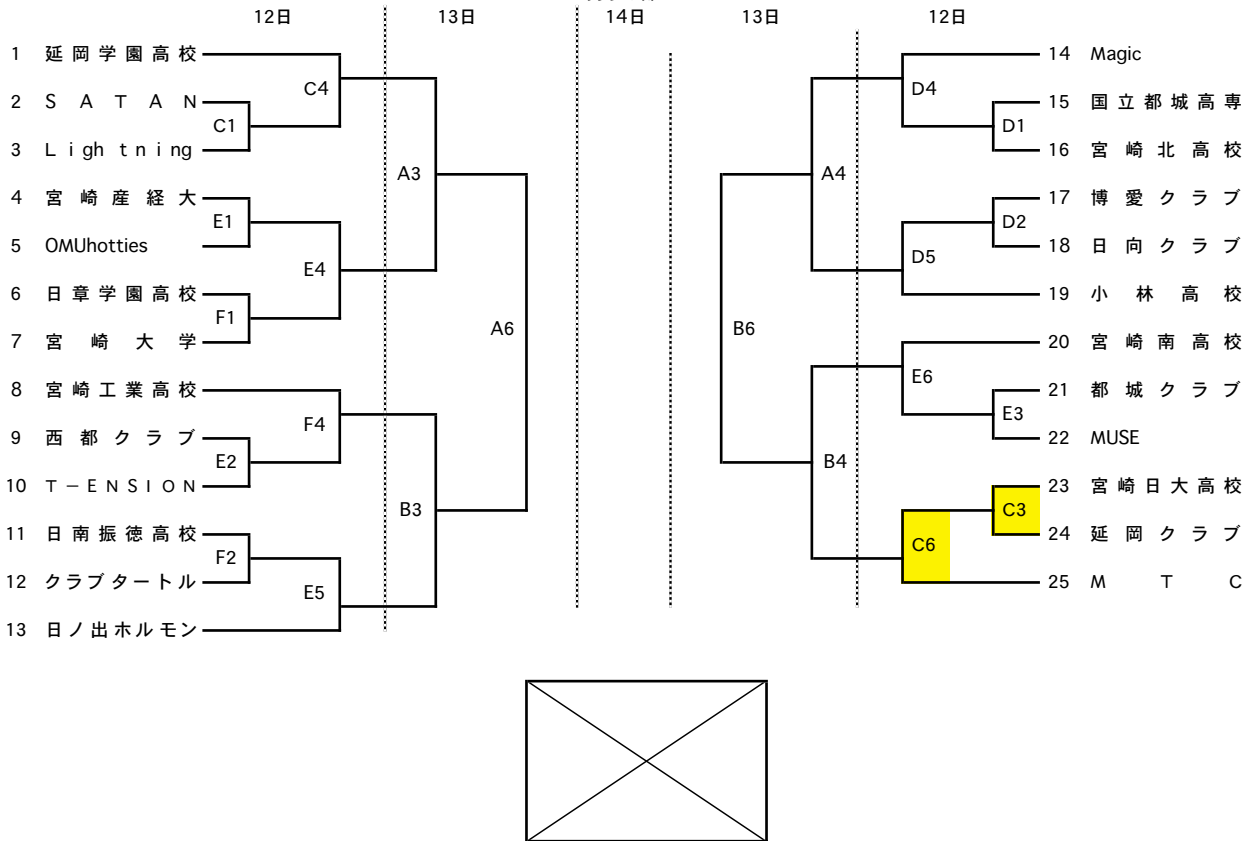 12日 13日 14日 13日 12日
1 延岡学園高校
2 SATAN
3 Lightning
4 宮崎産経大
5 OMUhotties
6 日章学園高校
7 宮崎大学
8 宮崎工業高校
9 西都クラブ
10 T-ENSION
11 日南振徳高校
12 クラブタートル
13 日ノ出ホルモン
C4
C1
E1
E4
F1
F4
E2
F2
E5
A3
B3
A6
B6
A4
B4
D4
D1
D2
D5
E6
E3
C3
C6
14 Magic
15 国立都城高専
16 宮崎北高校
17 博愛クラブ
18 日向クラブ
19 小林高校
20 宮崎南高校
21 都城クラブ
22 MUSE
23 宮崎日大高校
24 延岡クラブ
25 MTC